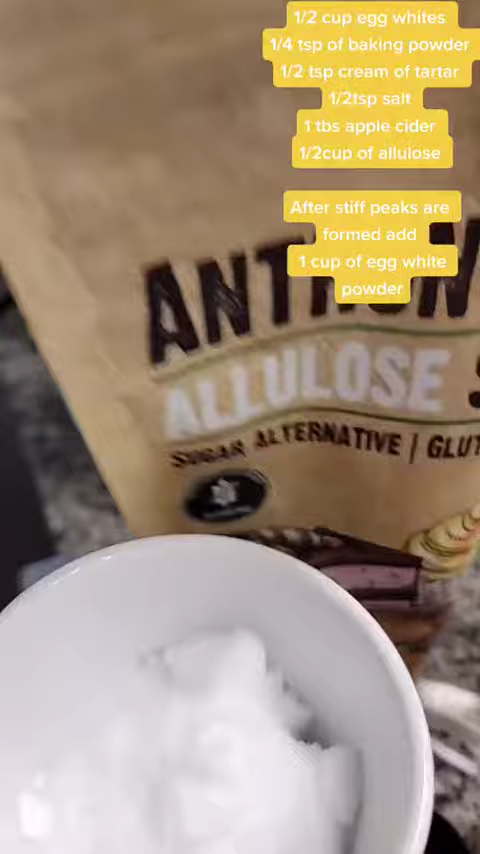 1/2 cup egg whites
1/4 tsp of baking powder
1/2 tsp cream of tartar
1/2tsp salt
1 tbs apple cider
1/2cup of allulose
After stiff peaks are
formed add
1 cup of egg white
powder
ALLULOSE
SUGAR ALTERNATIVE |